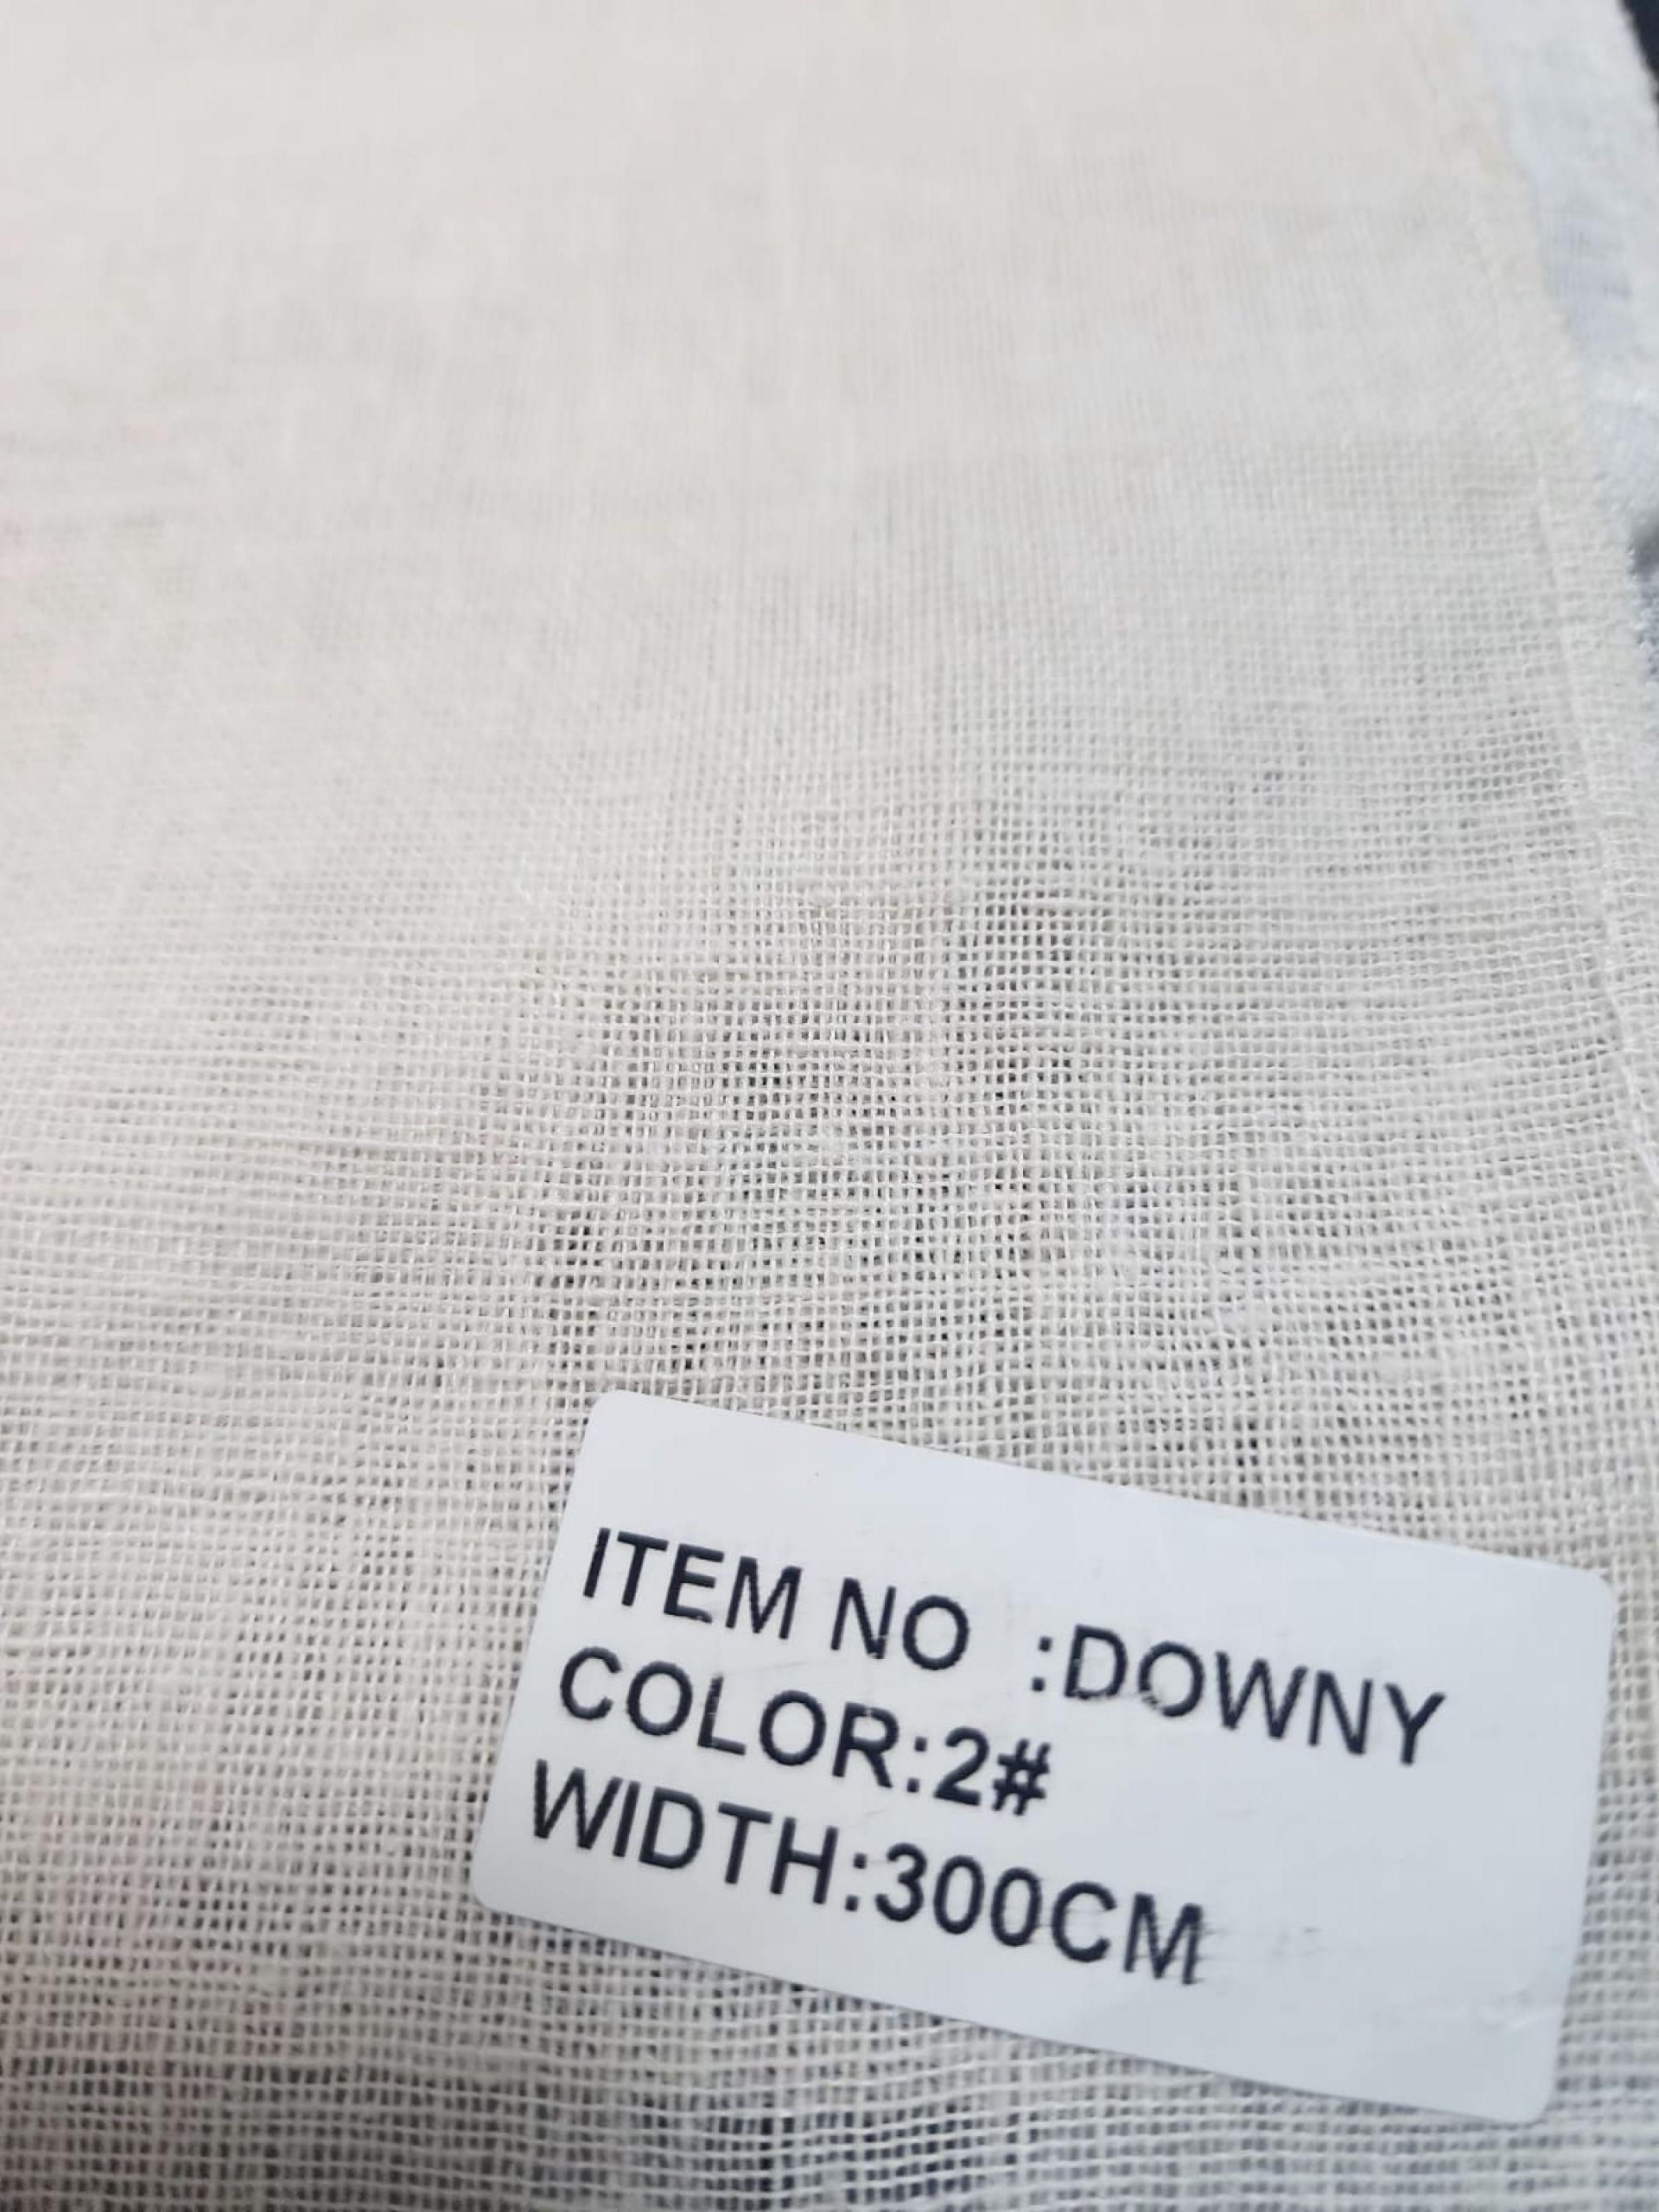 ITEM NO :DOWNY
COLOR:2#
WIDTH:300CM